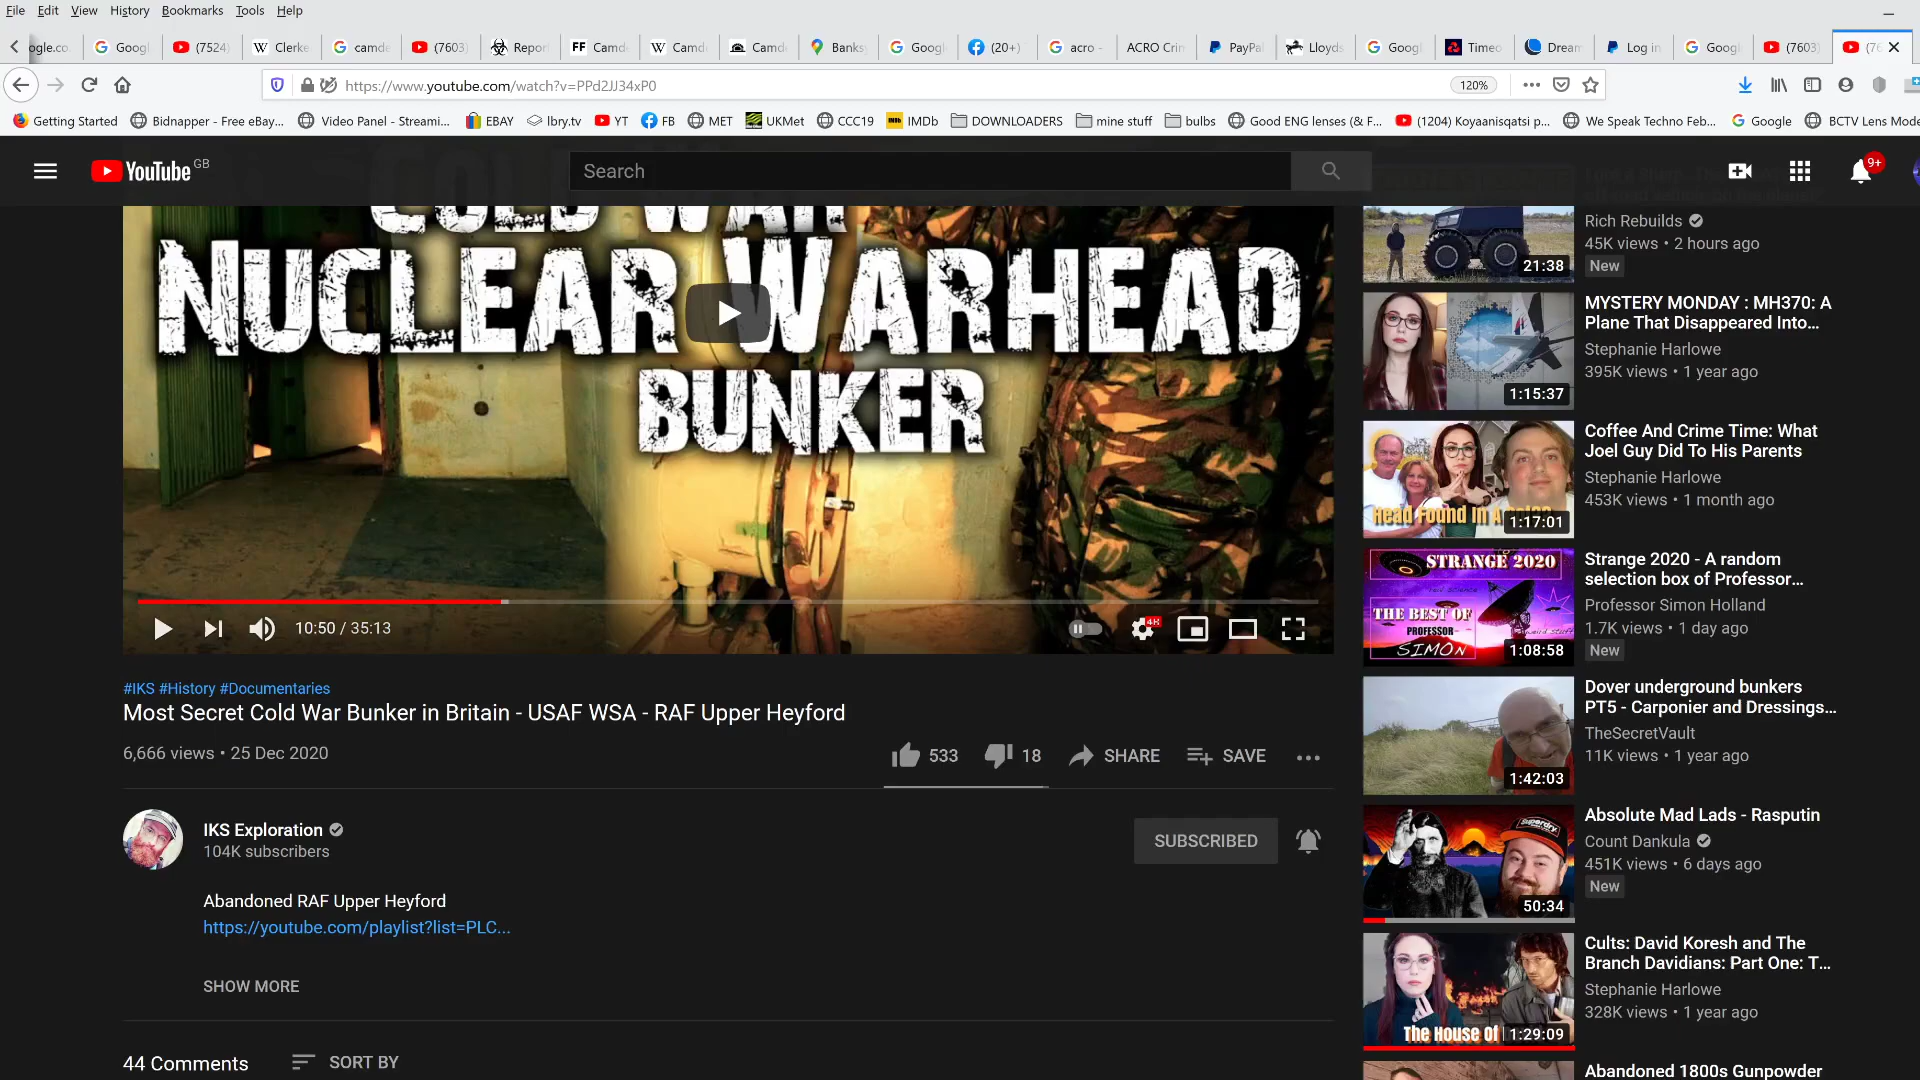 File Edit View History Bookmarks Tools Help
ogle.co. Googl (7524) Clerke camde (7603) Report Camde Camde Camde Banks Googl (20+) acro - ACRO Crim PayPal Lloyds Googl Timeo Dream Log in Googl (7603) (76
https://www.youtube.com/watch?v=PPd2JJ34xP0 120%
Getting Started Bidnapper - Free eBay... Video Panel - Streami... EBAY lbry.tv YT FB MET UKMet CCC19 IMDb DOWNLOADERS mine stuff bulbs Good ENG lenses (& F... (1204) Koyaanisqatsi p... We Speak Techno Feb... Google BCTV Lens Mode
YouTube GB
Search
9+
COLD WAR
NUCLEAR WARHEAD
BUNKER
10:50 / 35:13
4K
#IKS #History #Documentaries
Most Secret Cold War Bunker in Britain - USAF WSA - RAF Upper Heyford
6,666 views • 25 Dec 2020
533 18 SHARE SAVE
IKS Exploration
104K subscribers
SUBSCRIBED
Abandoned RAF Upper Heyford
https://youtube.com/playlist?list=PLC...
SHOW MORE
44 Comments SORT BY
21:38
Rich Rebuilds
45K views • 2 hours ago
New
1:15:37
MYSTERY MONDAY : MH370: A
Plane That Disappeared Into...
Stephanie Harlowe
395K views • 1 year ago
Head Found In A
1:17:01
Coffee And Crime Time: What
Joel Guy Did To His Parents
Stephanie Harlowe
453K views • 1 month ago
STRANGE 2020
THE BEST OF
PROFESSOR
SIMON
1:08:58
Strange 2020 - A random
selection box of Professor...
Professor Simon Holland
1.7K views • 1 day ago
New
1:42:03
Dover underground bunkers
PT5 - Carponier and Dressings...
TheSecretVault
11K views • 1 year ago
Superdry
50:34
Absolute Mad Lads - Rasputin
Count Dankula
451K views • 6 days ago
New
The House Of
1:29:09
Cults: David Koresh and The
Branch Davidians: Part One: T...
Stephanie Harlowe
328K views • 1 year ago
Abandoned 1800s Gunpowder